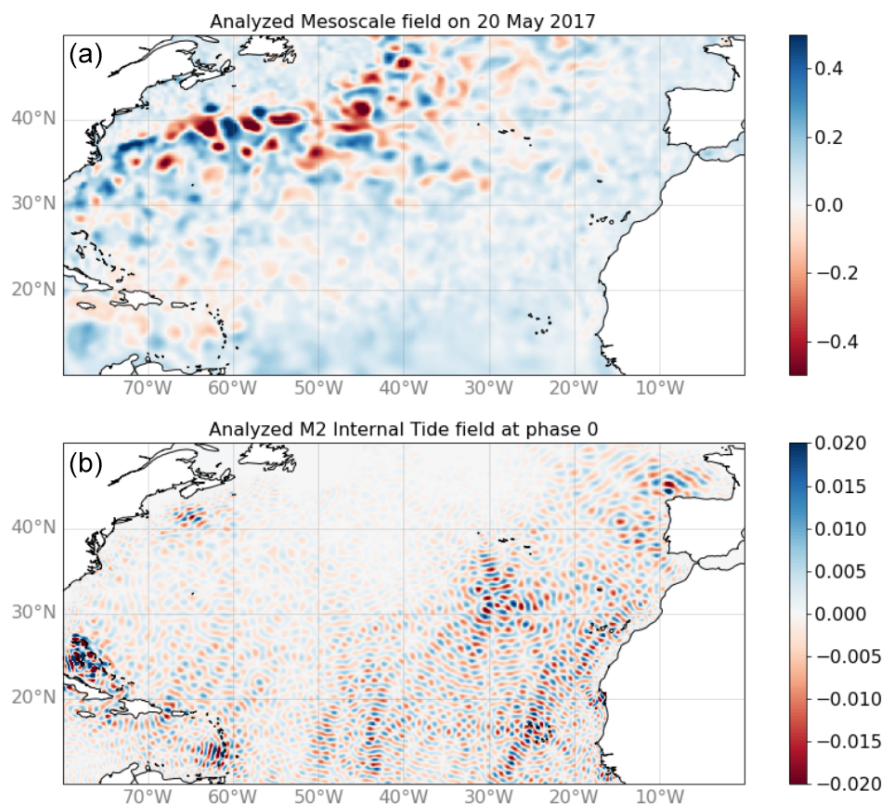 Analyzed Mesoscale field on 20 May 2017
(a)
40°N
30°N
20°N
70°W 60°W 50°W 40°W 30°W 20°W 10°W
0.4
0.2
0.0
−0.2
−0.4
Analyzed M2 Internal Tide field at phase 0
(b)
40°N
30°N
20°N
70°W 60°W 50°W 40°W 30°W 20°W 10°W
0.020
0.015
0.010
0.005
0.000
−0.005
−0.010
−0.015
−0.020